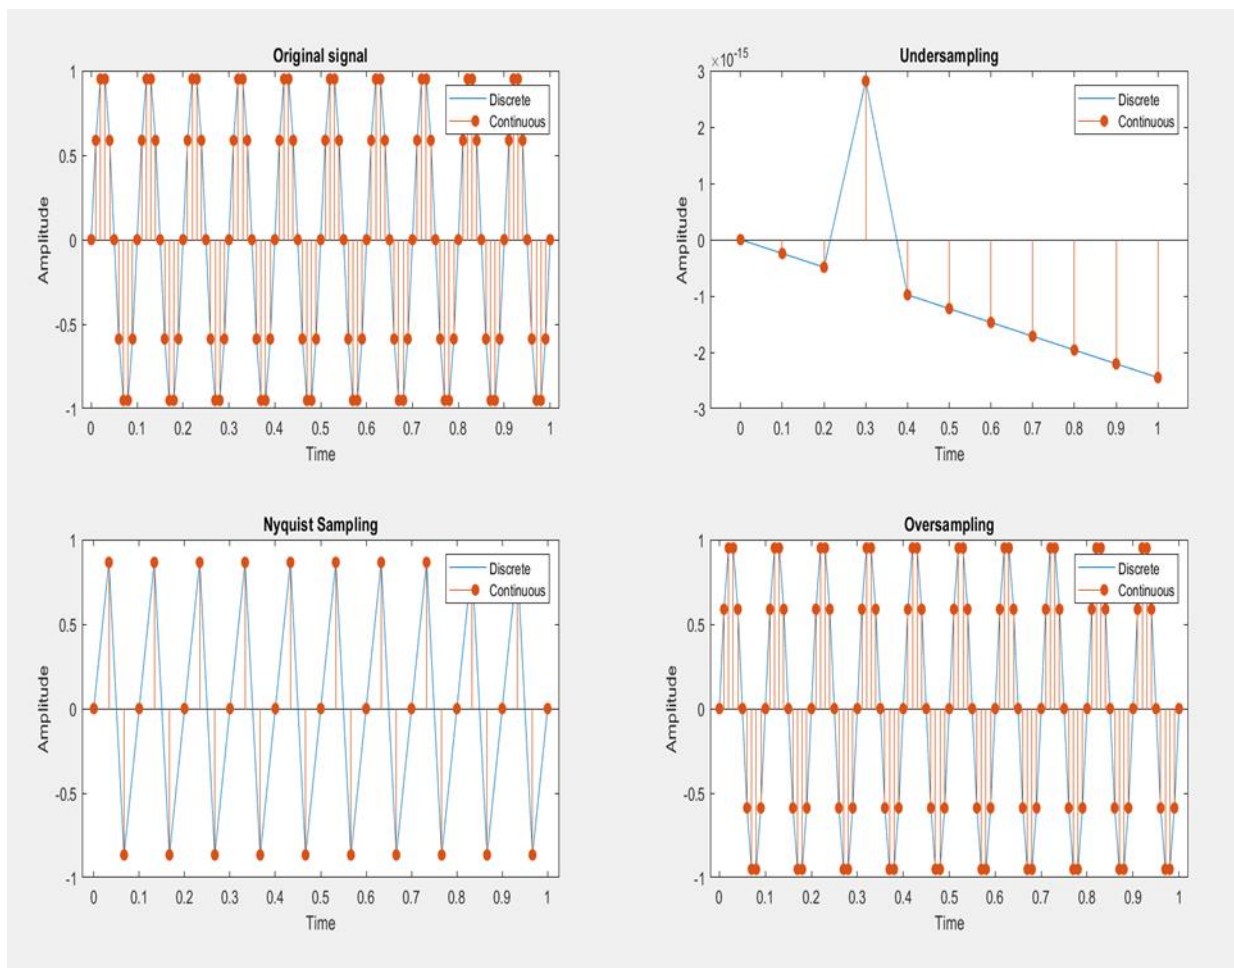 Original signal
1
0.5
0
-0.5
-1
Amplitude
0 0.1 0.2 0.3 0.4 0.5 0.6 0.7 0.8 0.9 1
Time
Discrete
Continuous
Undersampling
×10⁻¹⁵
3
2
1
0
-1
-2
-3
Amplitude
0 0.1 0.2 0.3 0.4 0.5 0.6 0.7 0.8 0.9 1
Time
Discrete
Continuous
Nyquist Sampling
1
0.5
0
-0.5
-1
Amplitude
0 0.1 0.2 0.3 0.4 0.5 0.6 0.7 0.8 0.9 1
Time
Discrete
Continuous
Oversampling
1
0.5
0
-0.5
-1
Amplitude
0 0.1 0.2 0.3 0.4 0.5 0.6 0.7 0.8 0.9 1
Time
Discrete
Continuous